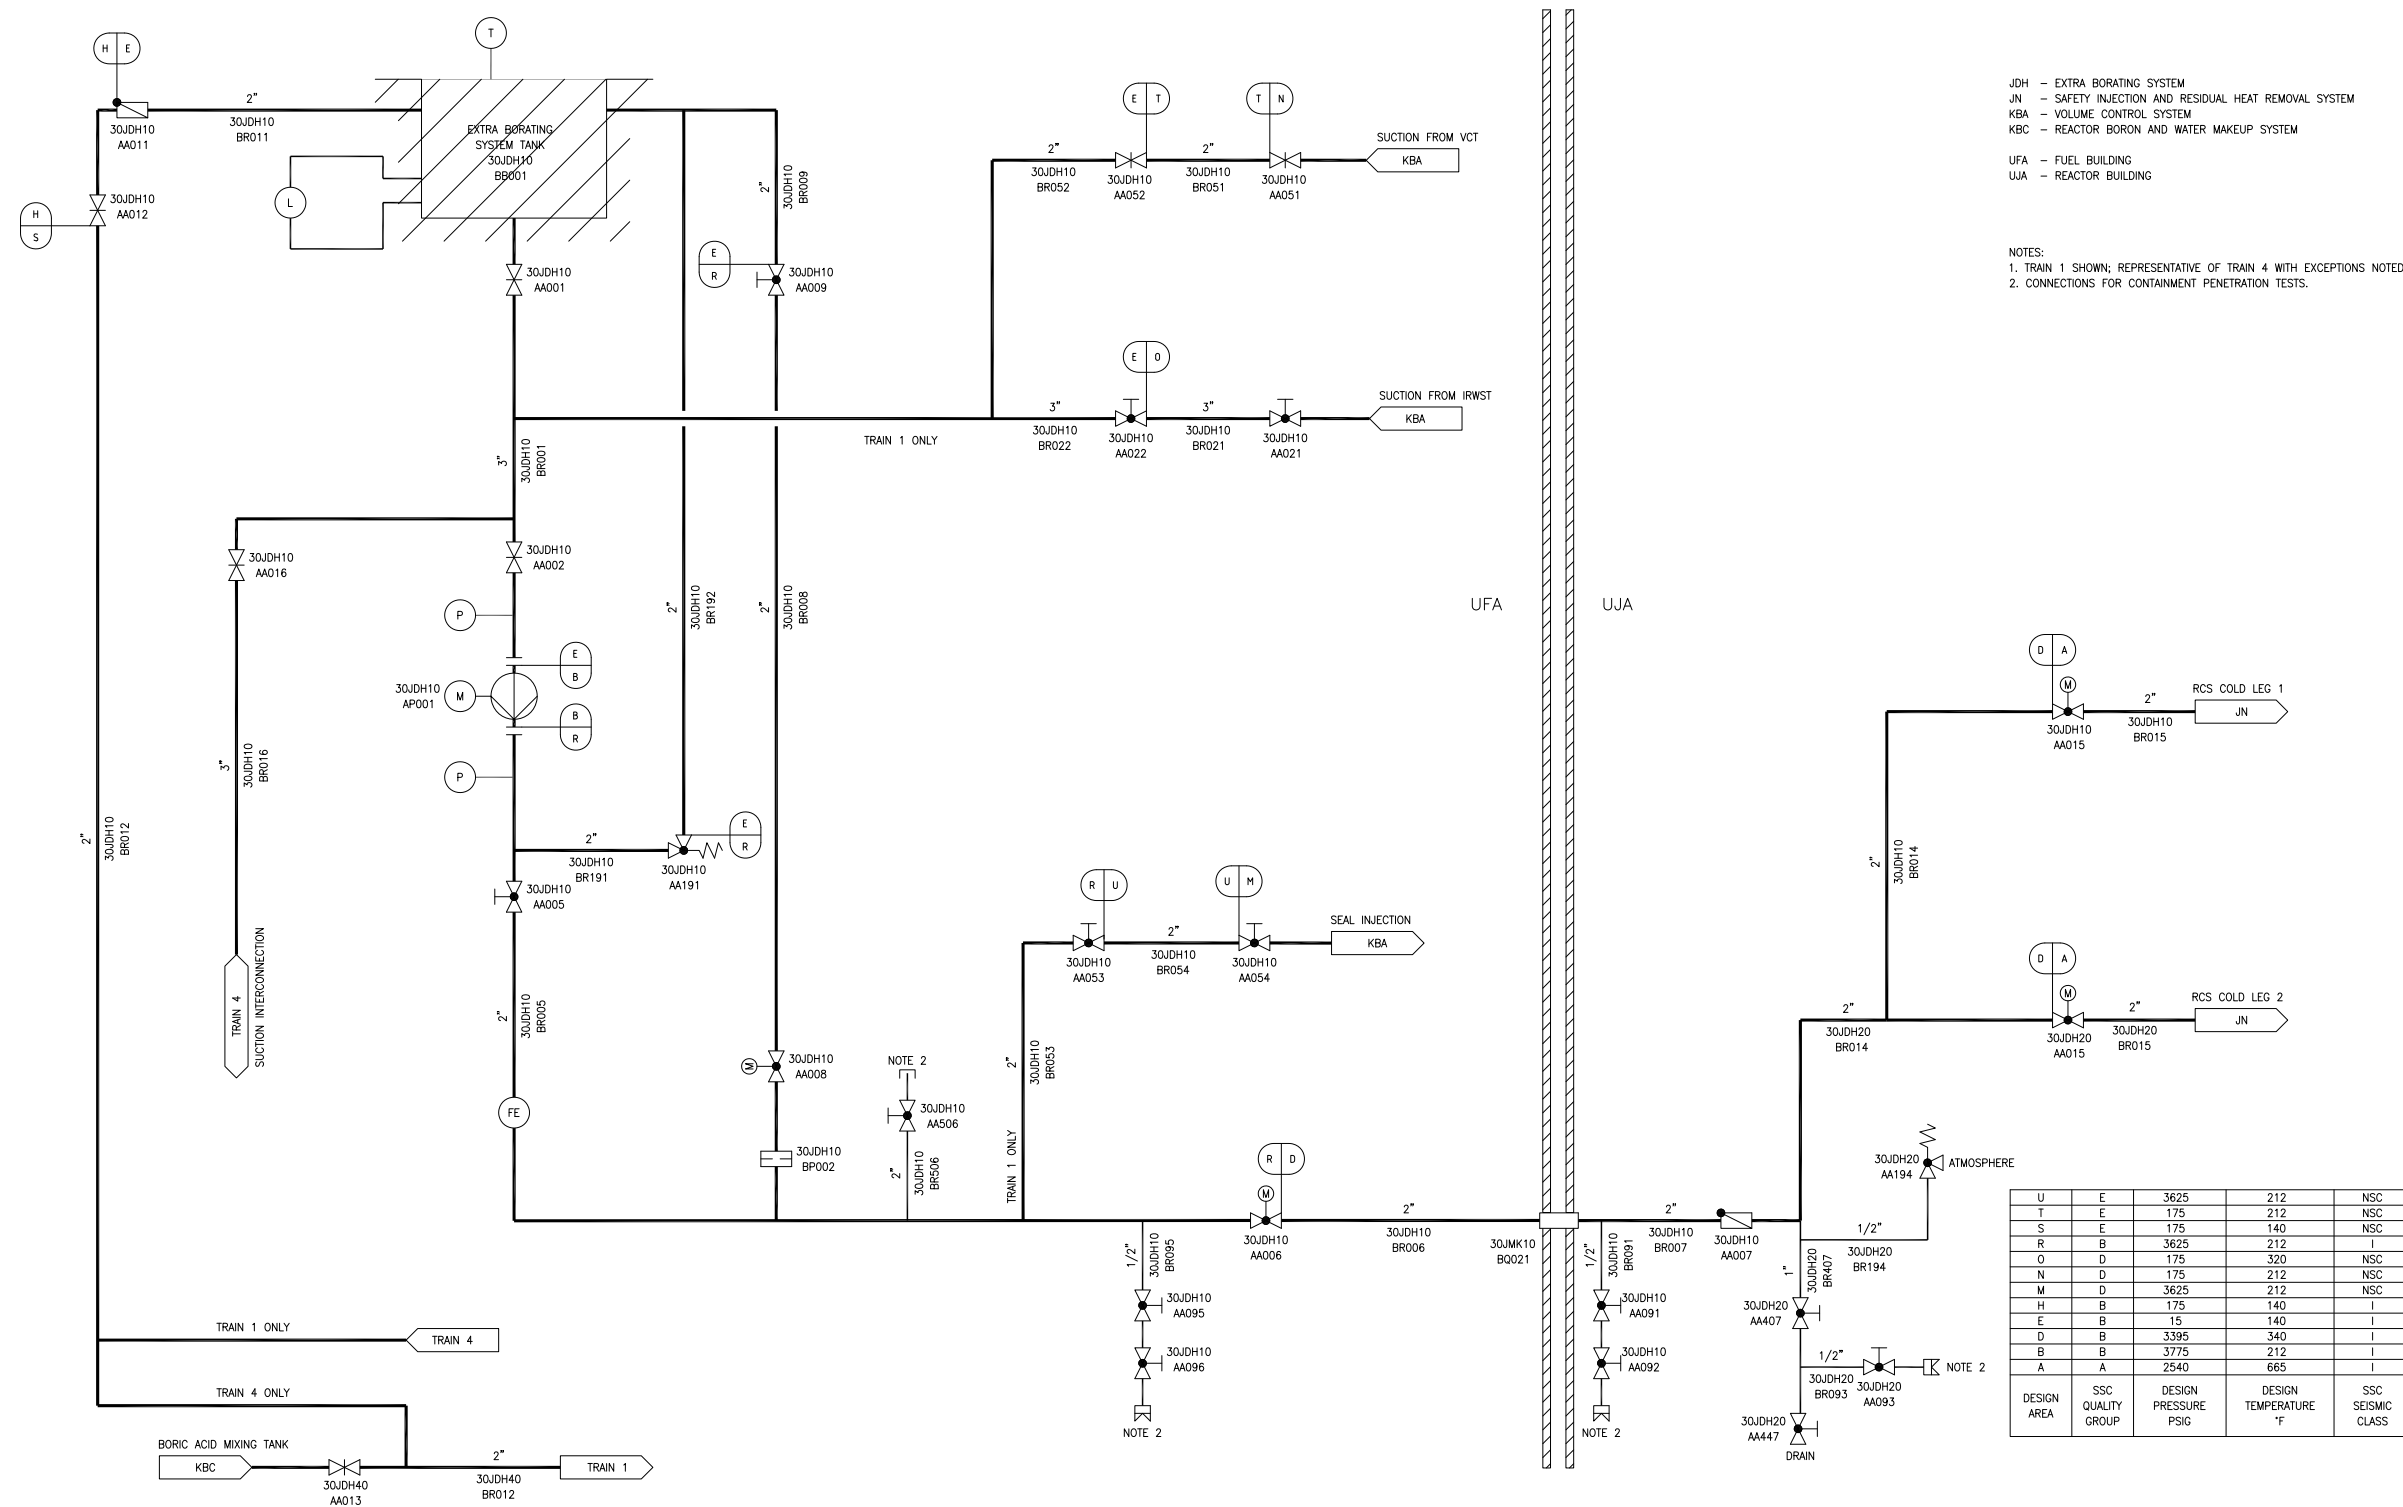 H E
T
2"
30JDH10
AA011
30JDH10
BR011
EXTRA BORATING
SYSTEM TANK
30JDH10
BB001
L
30JDH10
AA012
H
S
30JDH10
AA001
2"
30JDH10
BR009
E
R
30JDH10
AA009
E T
T N
SUCTION FROM VCT
KBA
2"
30JDH10
BR052
30JDH10
AA052
2"
30JDH10
BR051
30JDH10
AA051
E O
SUCTION FROM IRWST
KBA
3"
30JDH10
BR022
30JDH10
AA022
3"
30JDH10
BR021
30JDH10
AA021
TRAIN 1 ONLY
JDH - EXTRA BORATING SYSTEM
JN - SAFETY INJECTION AND RESIDUAL HEAT REMOVAL SYSTEM
KBA - VOLUME CONTROL SYSTEM
KBC - REACTOR BORON AND WATER MAKEUP SYSTEM
UFA - FUEL BUILDING
UJA - REACTOR BUILDING
NOTES:
1. TRAIN 1 SHOWN; REPRESENTATIVE OF TRAIN 4 WITH EXCEPTIONS NOTED
2. CONNECTIONS FOR CONTAINMENT PENETRATION TESTS.
3"
30JDH10
BR001
30JDH10
AA016
30JDH10
AA002
P
E
B
30JDH10
AP001
M
B
R
P
2"
30JDH10
BR192
2"
30JDH10
BR008
UFA
UJA
3"
30JDH10
BR016
2"
30JDH10
BR012
2"
30JDH10
BR191
30JDH10
AA191
E
R
30JDH10
AA005
TRAIN 4
SUCTION INTERCONNECTION
2"
30JDH10
BR005
FE
M
30JDH10
AA008
30JDH10
BP002
NOTE 2
30JDH10
AA506
2"
30JDH10
BR506
R U
U M
SEAL INJECTION
KBA
30JDH10
AA053
2"
30JDH10
BR054
30JDH10
AA054
2"
30JDH10
BR053
TRAIN 1 ONLY
R D
M
30JDH10
AA006
2"
30JDH10
BR006
30JMK10
BQ021
1/2"
30JDH10
BR095
30JDH10
AA095
30JDH10
AA096
NOTE 2
1/2"
30JDH10
BR091
30JDH10
AA091
30JDH10
AA092
NOTE 2
2"
30JDH10
BR007
30JDH10
AA007
D A
M
30JDH10
AA015
2"
30JDH10
BR015
RCS COLD LEG 1
JN
2"
30JDH10
BR014
D A
M
2"
30JDH20
BR014
30JDH20
AA015
2"
30JDH20
BR015
RCS COLD LEG 2
JN
30JDH20
AA194
ATMOSPHERE
1/2"
30JDH20
BR194
1"
30JDH20
BR407
30JDH20
AA407
1/2"
30JDH20
BR093
30JDH20
AA093
NOTE 2
30JDH20
AA447
DRAIN
TRAIN 1 ONLY
TRAIN 4
TRAIN 4 ONLY
BORIC ACID MIXING TANK
KBC
30JDH40
AA013
2"
30JDH40
BR012
TRAIN 1
U E 3625 212 NSC
T E 175 212 NSC
S E 175 140 NSC
R B 3625 212 I
O D 175 320 NSC
N D 175 212 NSC
M D 3625 212 NSC
H B 175 140 I
E B 15 140 I
D B 3395 340 I
B B 3775 212 I
A A 2540 665 I
DESIGN AREA
SSC QUALITY GROUP
DESIGN PRESSURE PSIG
DESIGN TEMPERATURE °F
SSC SEISMIC CLASS